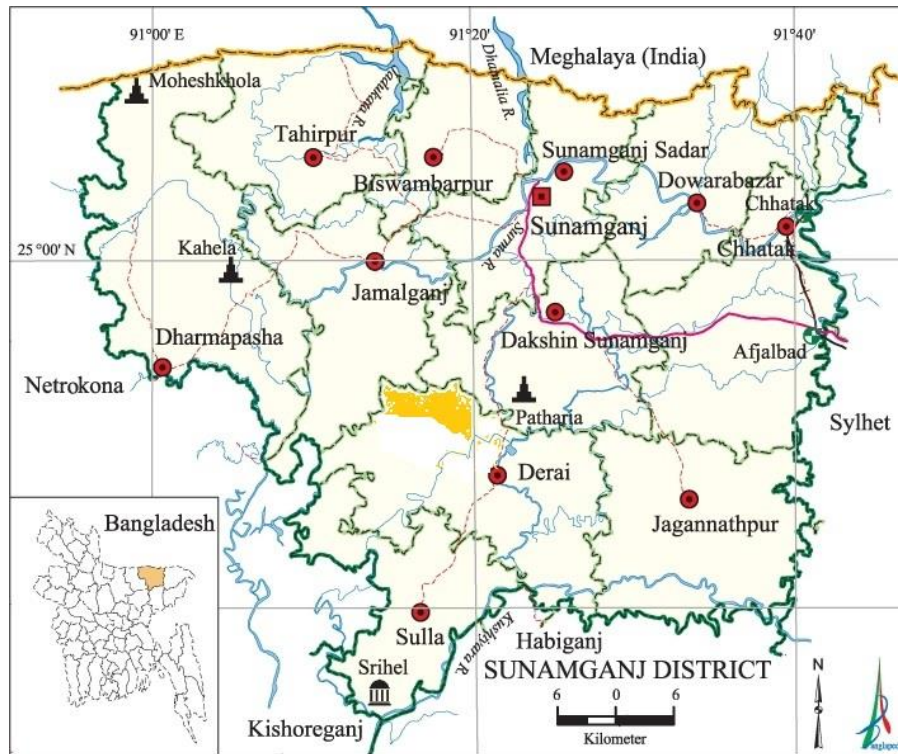 91°00' E
91°20'
91°40'
Meghalaya (India)
Moheshkhola
Jadukata R.
Dhamalia R.
Tahirpur
Biswambarpur
Sunamganj Sadar
Dowarabazar
Chhatak
Chhatak
Sunamganj
Surma R.
25°00' N
Kahela
Jamalganj
Dharmapasha
Dakshin Sunamganj
Afjalbad
Netrokona
Patharia
Sylhet
Derai
Jagannathpur
Bangladesh
Sulla
Kushiyara R.
Habiganj
Srihel
SUNAMGANJ DISTRICT
N
6 0 6
Kilometer
Kishoreganj